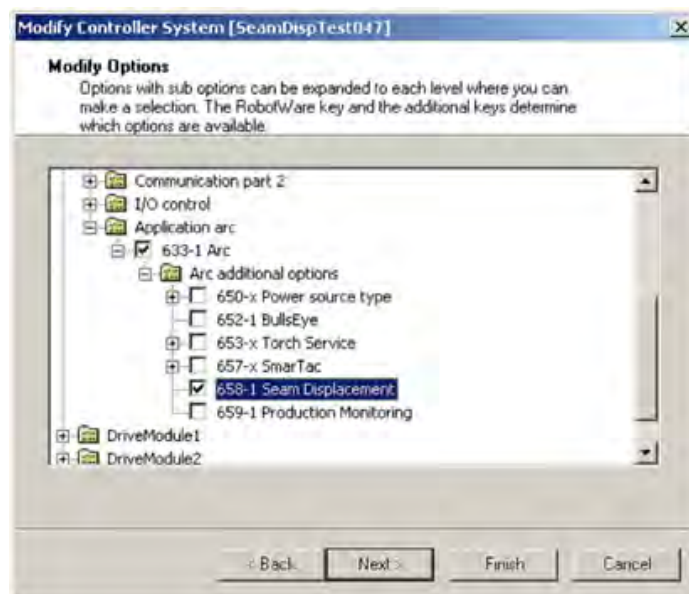 Modify Controller System [SeamDispTest047]
Modify Options
Options with sub options can be expanded to each level where you can
make a selection. The RobotWare key and the additional keys determine
which options are available.
Communication part 2
I/O control
Application arc
633-1 Arc
Arc additional options
650-x Power source type
652-1 BullsEye
653-x Torch Service
657-x SmarTac
658-1 Seam Displacement
659-1 Production Monitoring
DriveModule1
DriveModule2
< Back
Next >
Finish
Cancel